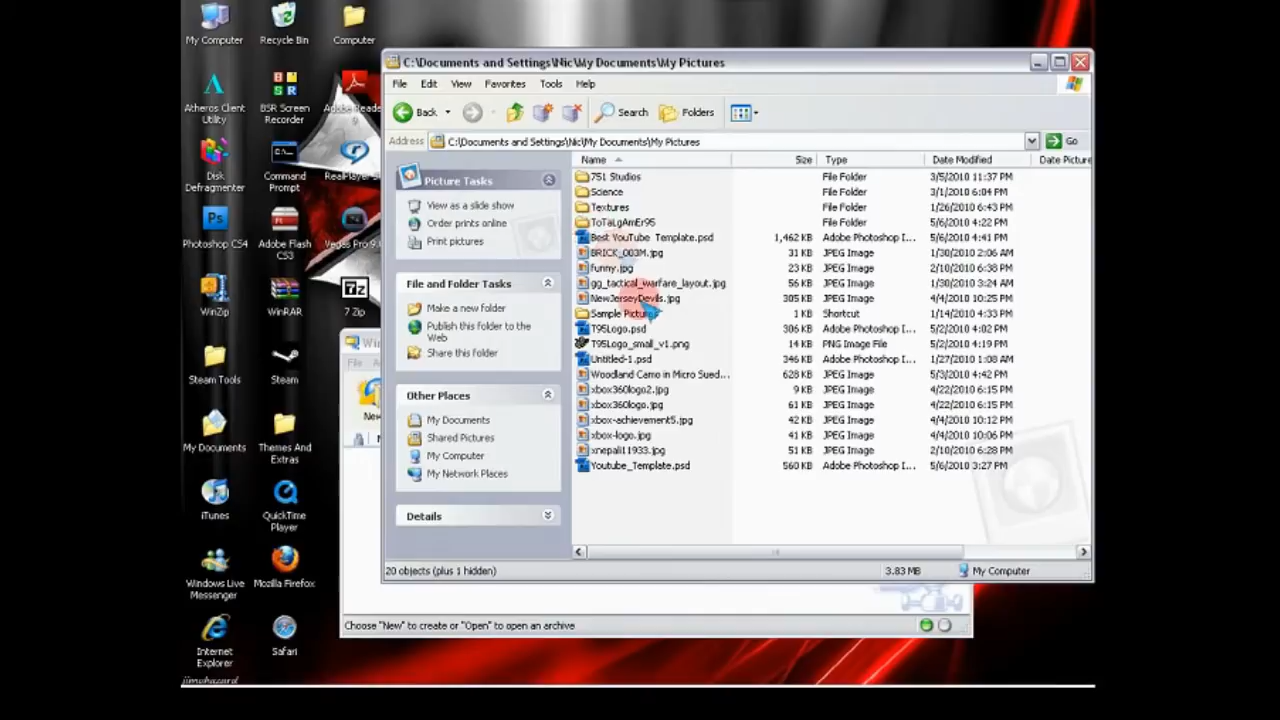 My Computer
Recycle Bin
Computer
Atheros Client
Utility
BSR Screen
Recorder
Disk
Defragmenter
Command
Prompt
Photoshop CS4
Adobe Flash
CS3
WinZip
WinRAR
7 Zip
Steam Tools
Steam
My Documents
Themes And
Extras
iTunes
QuickTime
Player
Windows Live
Messenger
Mozilla Firefox
Internet
Explorer
Safari
C:\Documents and Settings\Nic\My Documents\My Pictures
File Edit View Favorites Tools Help
Back Search Folders
Address C:\Documents and Settings\Nic\My Documents\My Pictures Go
Picture Tasks
View as a slide show
Order prints online
Print pictures
File and Folder Tasks
Make a new folder
Publish this folder to the
Web
Share this folder
Other Places
My Documents
Shared Pictures
My Computer
My Network Places
Details
Name Size Type Date Modified Date Picture
751 Studios File Folder 3/5/2010 11:37 PM
Science File Folder 3/1/2010 6:04 PM
Textures File Folder 1/26/2010 6:43 PM
ToTaLgAmEr95 File Folder 5/6/2010 4:22 PM
Best YouTube Template.psd 1,462 KB Adobe Photoshop I... 5/6/2010 4:41 PM
BRICK_003M.jpg 31 KB JPEG Image 1/30/2010 2:06 AM
funny.jpg 23 KB JPEG Image 2/10/2010 6:38 PM
gg_tactical_warfare_layout.jpg 56 KB JPEG Image 1/30/2010 3:24 AM
NewJerseyDevils.jpg 385 KB JPEG Image 4/4/2010 10:25 PM
Sample Pictures 1 KB Shortcut 1/14/2010 4:33 PM
T95Logo.psd 306 KB Adobe Photoshop I... 5/2/2010 4:02 PM
T95Logo_small_v1.png 14 KB PNG Image File 5/2/2010 4:19 PM
Untitled-1.psd 346 KB Adobe Photoshop I... 1/27/2010 1:08 AM
Woodland Camo in Micro Sued... 628 KB JPEG Image 5/3/2010 4:42 PM
xbox360logo2.jpg 9 KB JPEG Image 4/22/2010 6:15 PM
xbox360logo.jpg 61 KB JPEG Image 4/22/2010 6:15 PM
xbox-achievement5.jpg 42 KB JPEG Image 4/4/2010 10:12 PM
xbox-logo.jpg 41 KB JPEG Image 4/4/2010 10:06 PM
xnepali11933.jpg 51 KB JPEG Image 2/10/2010 6:28 PM
Youtube_Template.psd 560 KB Adobe Photoshop I... 5/6/2010 3:27 PM
20 objects (plus 1 hidden) 3.83 MB My Computer
Choose "New" to create or "Open" to open an archive